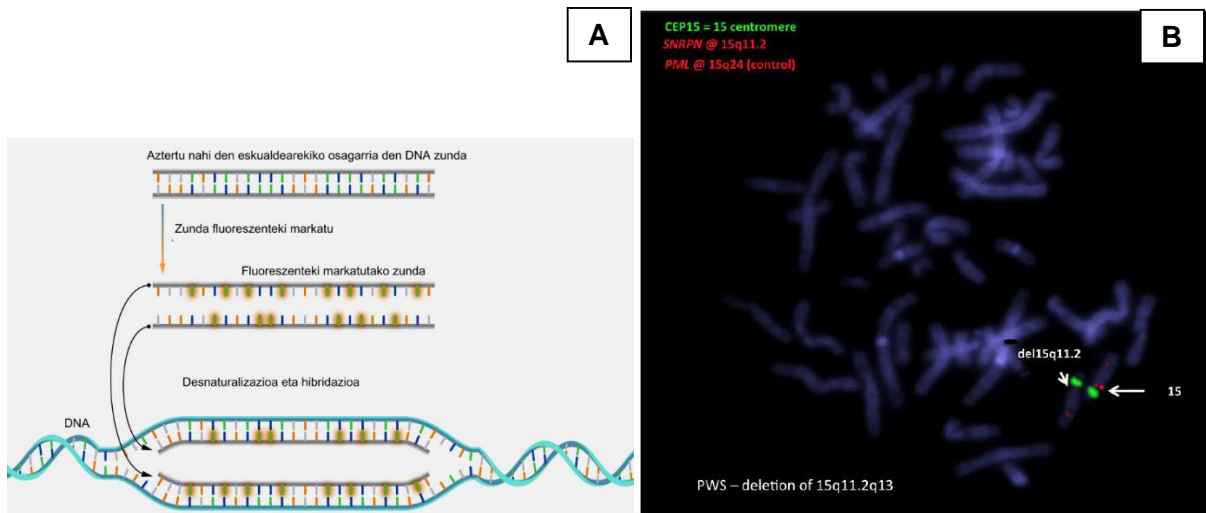 A
Aztertu nahi den eskualdearekiko osagarria den DNA zunda
Zunda fluoreszenteki markatu
Fluoreszenteki markatutako zunda
Desnaturalizazioa eta hibridazioa
DNA
B
CEP15 = 15 centromere
SNRPN @ 15q11.2
PML @ 15q24 (control)
del15q11.2
15
PWS – deletion of 15q11.2q13